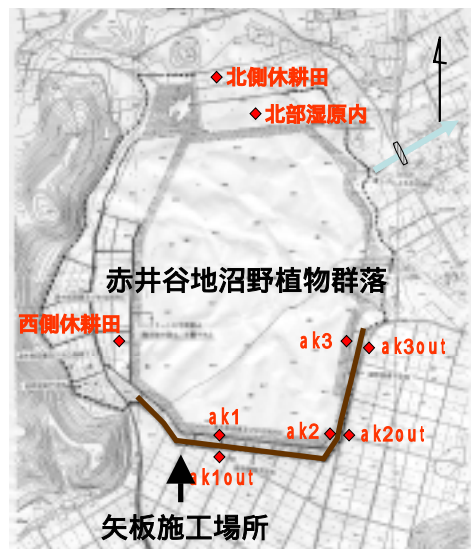 北側休耕田
北部湿原内
赤井谷地沼野植物群落
西側休耕田
ak3
ak3out
ak1
ak2
ak2out
ak1out
矢板施工場所